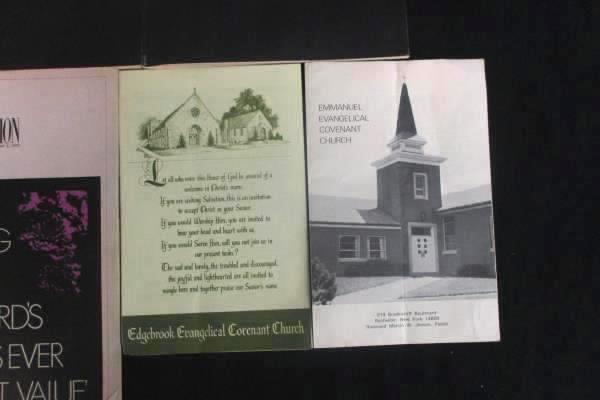 ION
G
RD'S
S EVER
T VALUE
Let all who enter this House of God be assured of a
welcome in Christ's name.
If you are seeking Salvation, this is an invitation
to accept Christ as your Savior.
If you would Worship Him, you are invited to
bow your head and heart with us.
If you would Serve Him, will you not join us in
our present tasks?
The sad and lonely, the troubled and discouraged,
the joyful and lighthearted are all invited to
mingle here and together praise our Savior's name
Edgebrook Evangelical Covenant Church
EMMANUEL
EVANGELICAL
COVENANT
CHURCH
Boulevard
Rochester, New York
Reverend Pastor